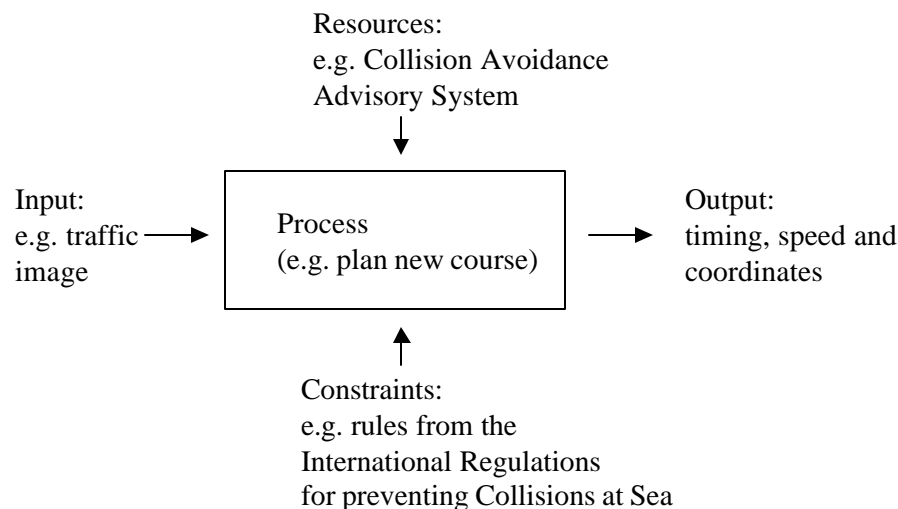 Resources:
e.g. Collision Avoidance
Advisory System
Input:
e.g. traffic
image
Process
(e.g. plan new course)
Output:
timing, speed and
coordinates
Constraints:
e.g. rules from the
International Regulations
for preventing Collisions at Sea